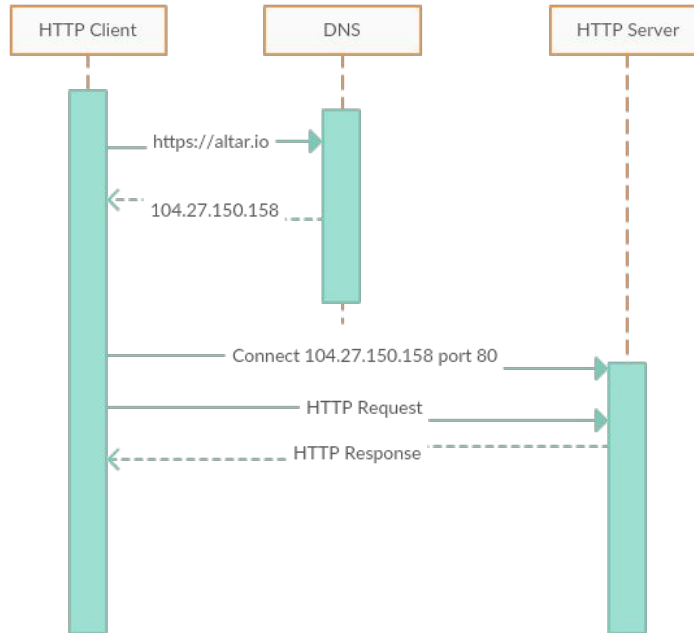 HTTP Client
DNS
HTTP Server
https://altar.io
104.27.150.158
Connect 104.27.150.158 port 80
HTTP Request
HTTP Response